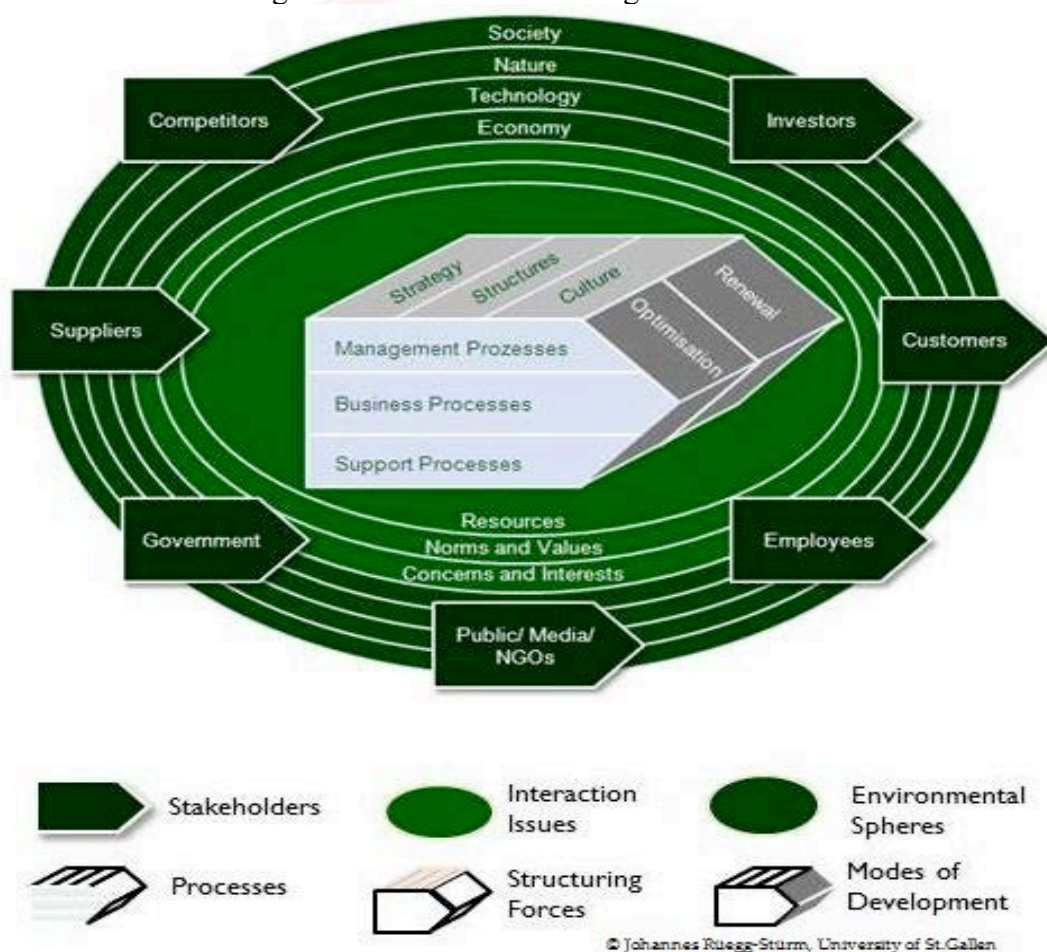 Society
Nature
Technology
Economy
Competitors
Investors
Strategy
Structures
Culture
Renewal
Optimisation
Suppliers
Customers
Management Prozesses
Business Processes
Support Processes
Resources
Norms and Values
Concerns and Interests
Government
Employees
Public/ Media/
NGOs
Stakeholders
Interaction
Issues
Environmental
Spheres
Processes
Structuring
Forces
Modes of
Development
© Johannes Rüegg-Stürm, University of St.Gallen